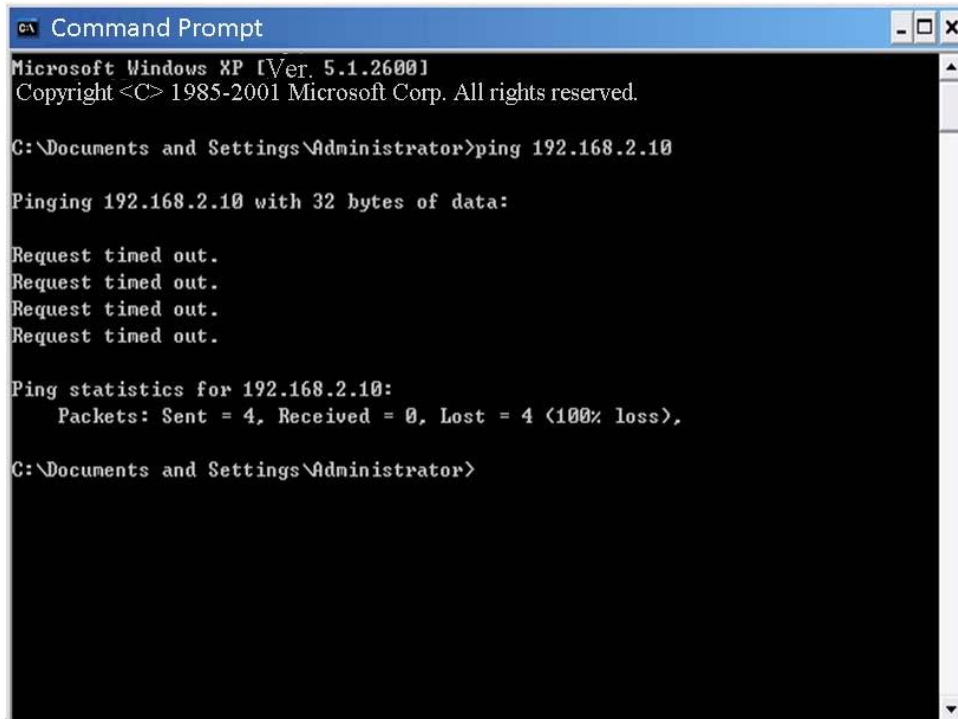 Command Prompt
Microsoft Windows XP [Ver. 5.1.2600]
Copyright <C> 1985-2001 Microsoft Corp. All rights reserved.
C:\Documents and Settings\Administrator>ping 192.168.2.10
Pinging 192.168.2.10 with 32 bytes of data:
Request timed out.
Request timed out.
Request timed out.
Request timed out.
Ping statistics for 192.168.2.10:
Packets: Sent = 4, Received = 0, Lost = 4 (100% loss),
C:\Documents and Settings\Administrator>